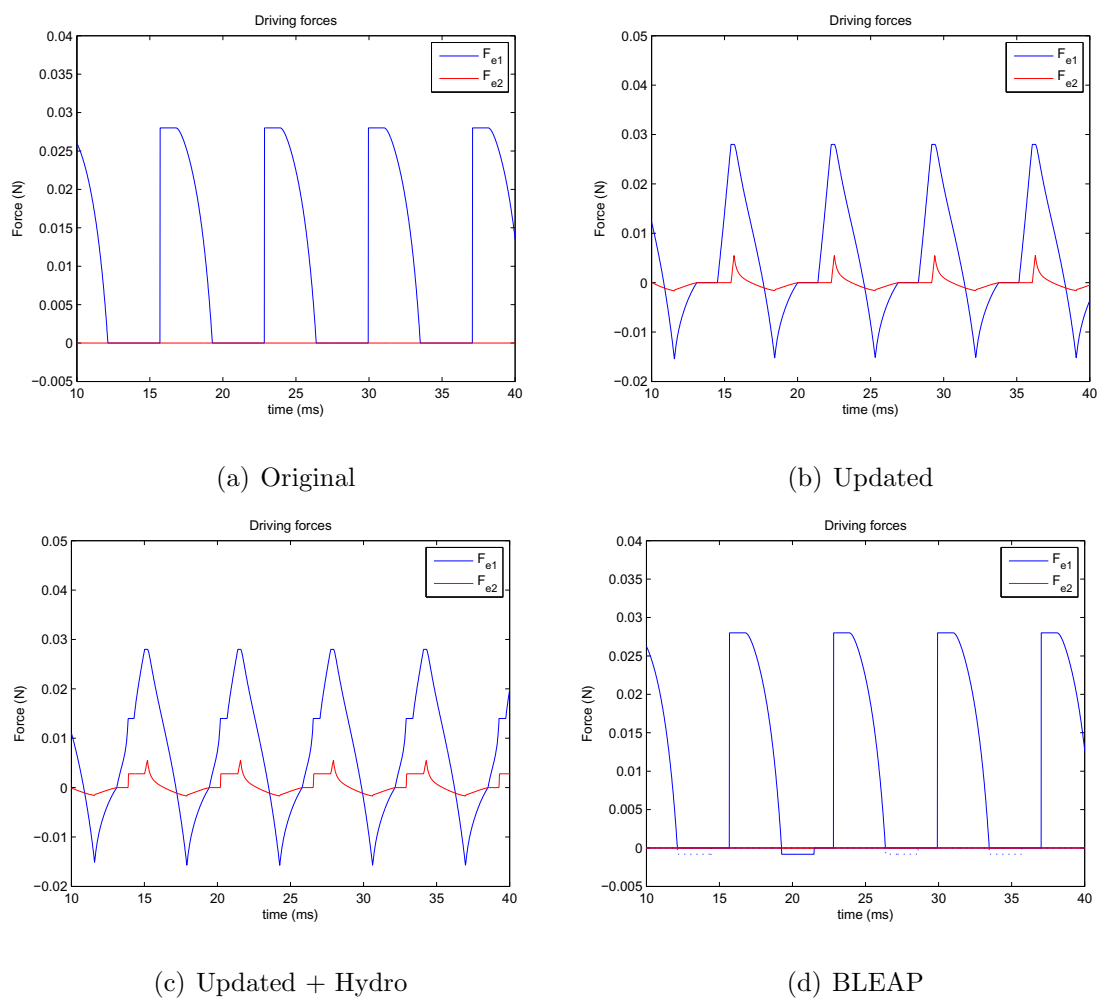 Driving forces
0.04
0.035
0.03
0.025
0.02
0.015
0.01
0.005
0
−0.005
10 15 20 25 30 35 40
Force (N)
time (ms)
F_e1
F_e2
(a) Original
Driving forces
0.05
0.04
0.03
0.02
0.01
0
−0.01
−0.02
10 15 20 25 30 35 40
Force (N)
time (ms)
F_e1
F_e2
(b) Updated
Driving forces
0.05
0.04
0.03
0.02
0.01
0
−0.01
−0.02
10 15 20 25 30 35 40
Force (N)
time (ms)
F_e1
F_e2
(c) Updated + Hydro
Driving forces
0.04
0.035
0.03
0.025
0.02
0.015
0.01
0.005
0
−0.005
10 15 20 25 30 35 40
Force (N)
time (ms)
F_e1
F_e2
(d) BLEAP